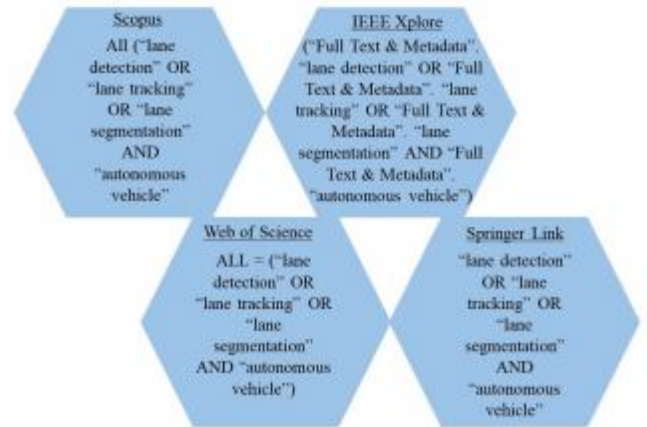 Scopus
All ("lane
detection" OR
"lane tracking"
OR "lane
segmentation"
AND
"autonomous
vehicle"
IEEE Xplore
("Full Text & Metadata".
"lane detection" OR "Full
Text & Metadata". "lane
tracking" OR "Full Text &
Metadata". "lane
segmentation" AND "Full
Text & Metadata".
"autonomous vehicle")
Web of Science
ALL = ("lane
detection" OR
"lane tracking" OR
"lane
segmentation"
AND "autonomous
vehicle")
Springer Link
"lane detection"
OR "lane
tracking" OR
"lane
segmentation"
AND
"autonomous
vehicle"